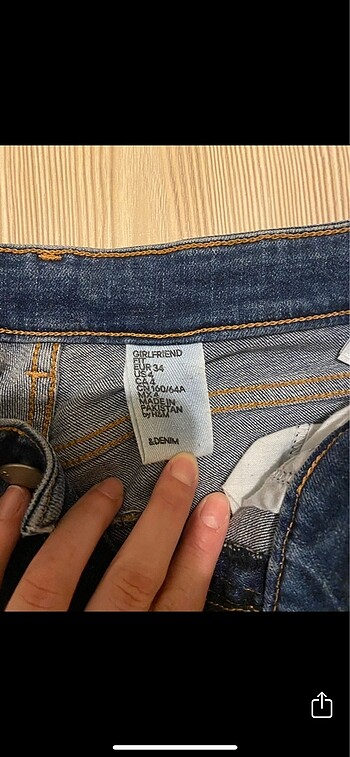 GIRLFRIEND
FIT
EUR 34
US 4
CA 4
CN 160/64A
MX 4
MADE IN
PAKISTAN
by H&M
&DENIM